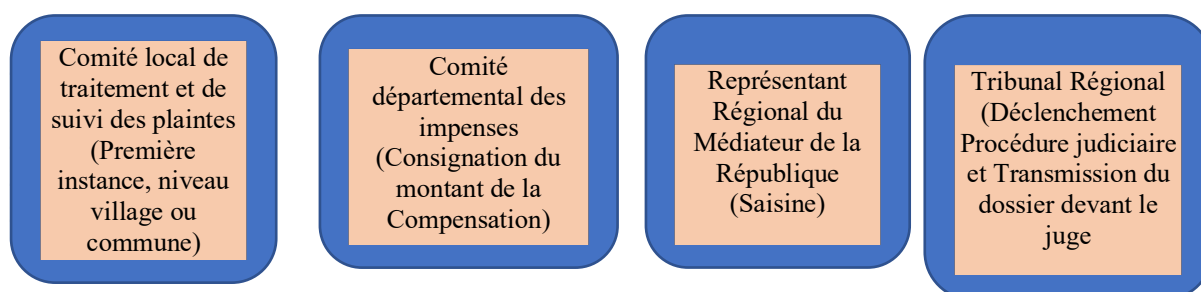 Comité local de
traitement et de
suivi des plaintes
(Première
instance, niveau
village ou
commune)
Comité
départemental des
impenses
(Consignation du
montant de la
Compensation)
Représentant
Régional du
Médiateur de la
République
(Saisine)
Tribunal Régional
(Déclenchement
Procédure judiciaire
et Transmission du
dossier devant le
juge